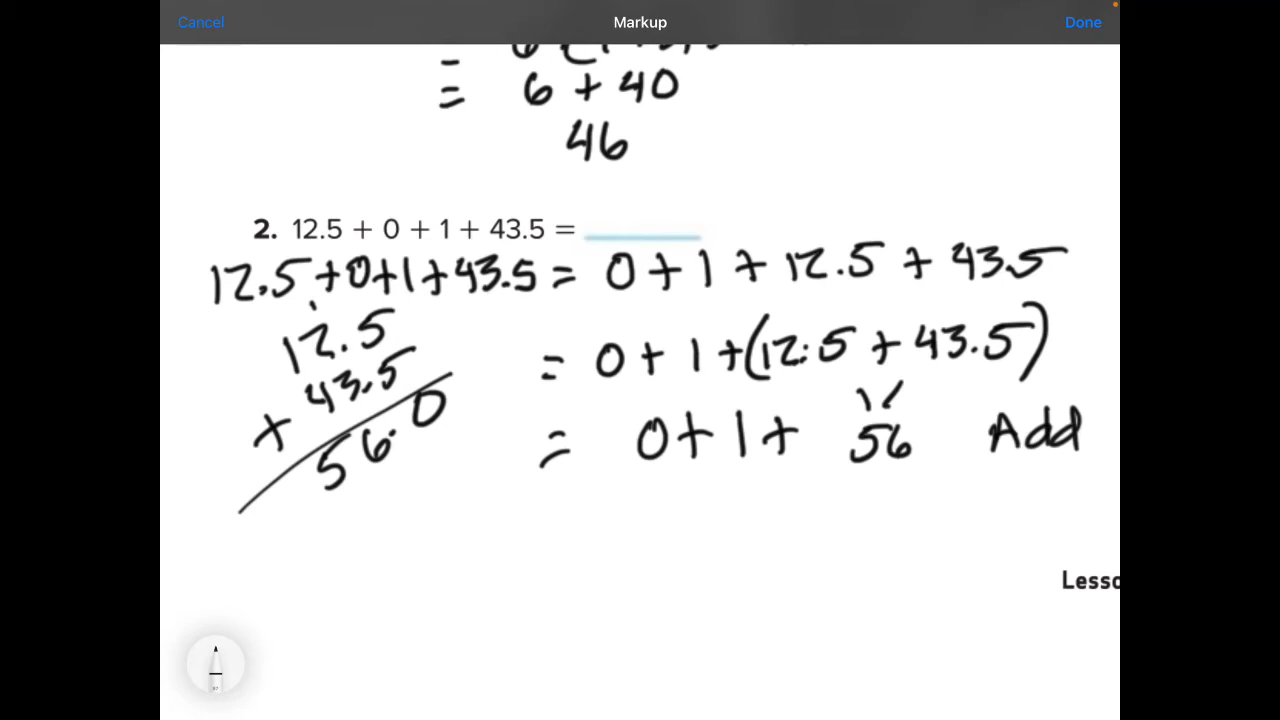 Cancel Markup Done
= 6
= 6 + 40
46
2. 12.5 + 0 + 1 + 43.5 =
12.5 + 0 + 1 + 43.5 = 0 + 1 + 12.5 + 43.5
12.5
= 0 + 1 + (12.5 + 43.5)
+ 43.5
56.0
= 0 + 1 + 56 Add
Lesso